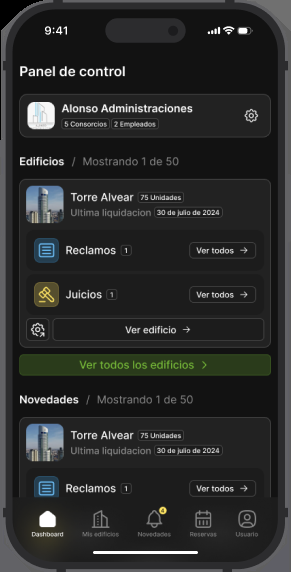 9:41
Panel de control
Alonso Administraciones
5 Consorcios 2 Empleados
Edificios / Mostrando 1 de 50
Torre Alvear 75 Unidades
Ultima liquidacion 30 de julio de 2024
Reclamos 1 Ver todos →
Juicios 1 Ver todos →
Ver edificio →
Ver todos los edificios >
Novedades / Mostrando 1 de 50
Torre Alvear 75 Unidades
Ultima liquidacion 30 de julio de 2024
Reclamos 1 Ver todos →
4
Dashboard Mis edificios Novedades Reservas Usuario